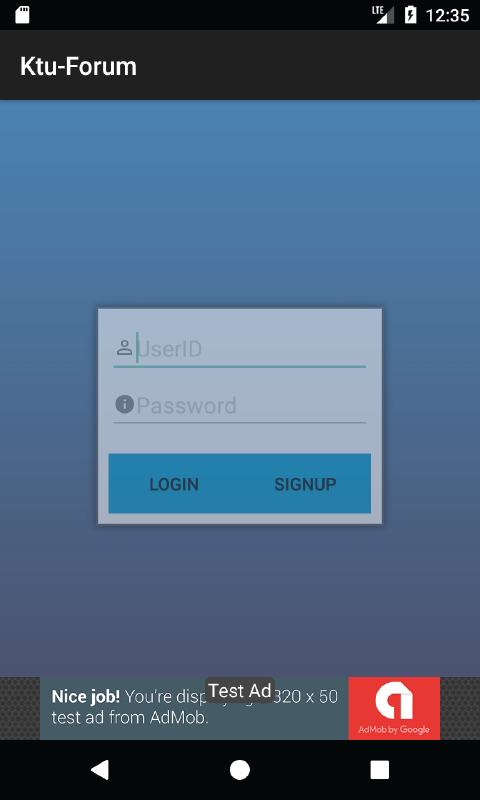 LTE 12:35
Ktu-Forum
UserID
Password
LOGIN SIGNUP
Test Ad
Nice job! You're disp 320 x 50
test ad from AdMob.
AdMob by Google